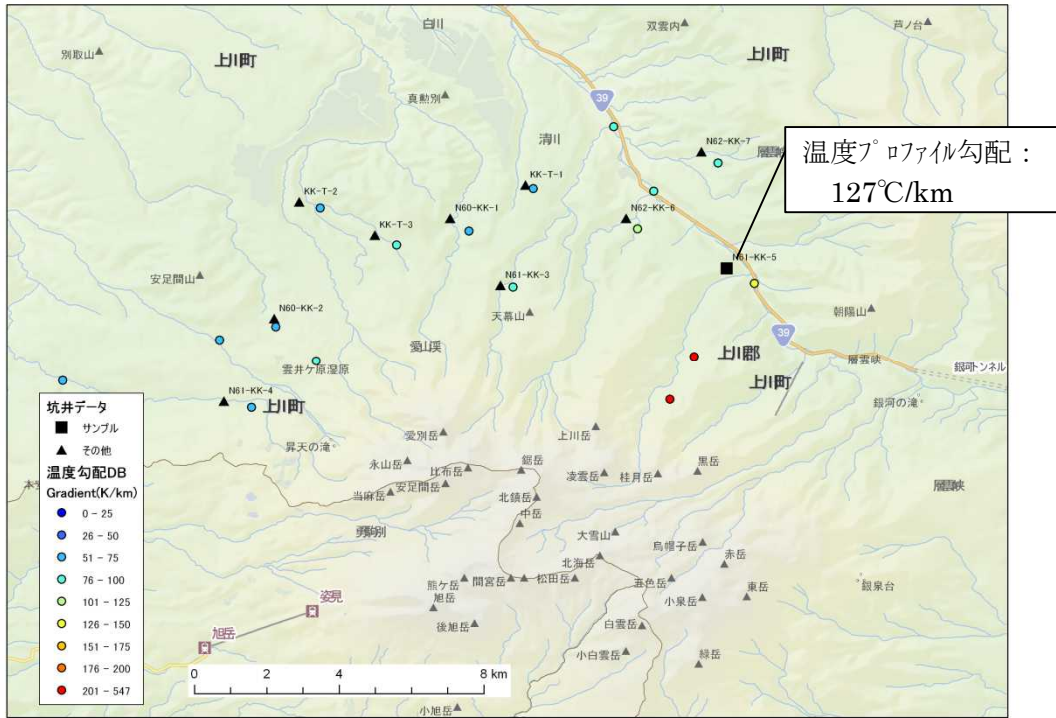 白川
双雲内
芦ノ台
別取山
上川町
上川町
真勲別
39
清川
N62-KK-7
層雲峡
温度プロファイル勾配：
127℃/km
KK-T-1
KK-T-2
N60-KK-1
N62-KK-6
KK-T-3
N61-KK-5
安足間山
N61-KK-3
N60-KK-2
天幕山
朝陽山
39
愛山渓
上川郡
層雲峡
雲井ケ原湿原
銀河トンネル
上川町
N61-KK-4
上川町
銀河の滝
坑井データ
サンプル
その他
温度勾配DB
Gradient(K/km)
0 - 25
26 - 50
51 - 75
76 - 100
101 - 125
126 - 150
151 - 175
176 - 200
201 - 547
昇天の滝
愛別岳
上川岳
永山岳
比布岳
鋸岳
凌雲岳
桂月岳
黒岳
当麻岳
安足間岳
北鎮岳
層雲峡
中岳
勇駒別
大雪山
烏帽子岳
赤岳
北海岳
熊ケ岳
間宮岳
松田岳
五色岳
銀泉台
姿見
旭岳
小泉岳
東岳
後旭岳
白雲岳
旭岳
小白雲岳
緑岳
0 2 4 8 km
小旭岳